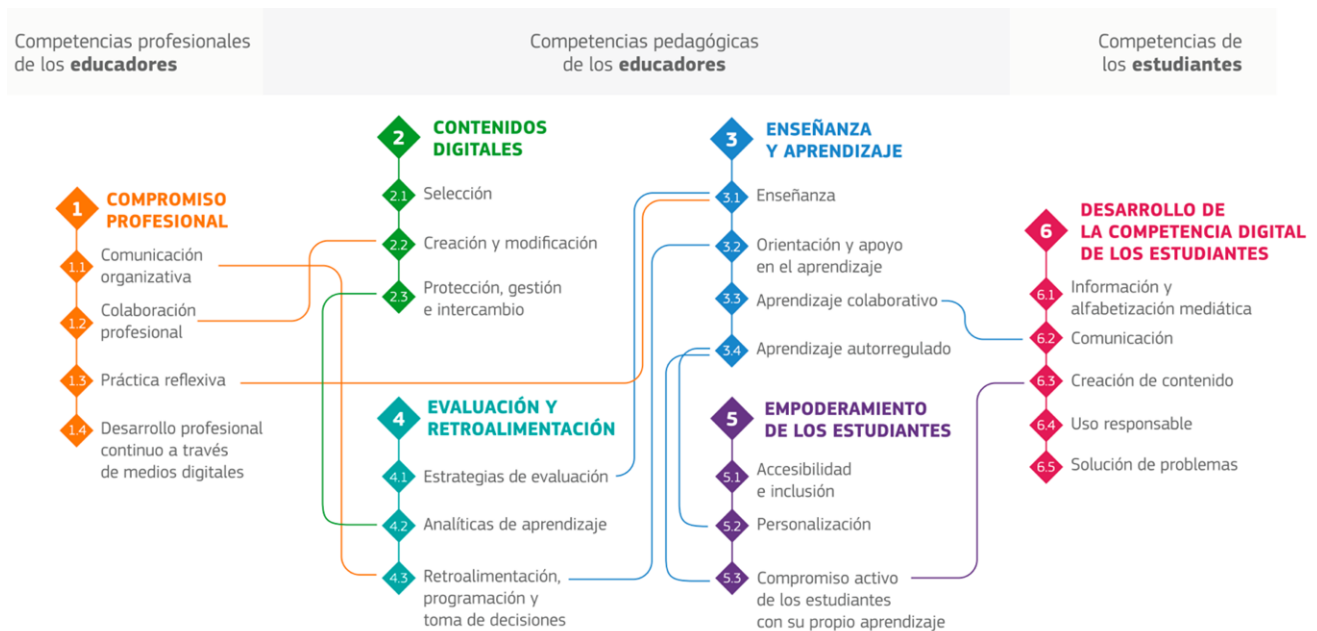 Competencias profesionales
de los educadores
Competencias pedagógicas
de los educadores
Competencias de
los estudiantes
1
COMPROMISO
PROFESIONAL
1.1
Comunicación
organizativa
1.2
Colaboración
profesional
1.3
Práctica reflexiva
1.4
Desarrollo profesional
continuo a través
de medios digitales
2
CONTENIDOS
DIGITALES
2.1
Selección
2.2
Creación y modificación
2.3
Protección, gestión
e intercambio
3
ENSEÑANZA
Y APRENDIZAJE
3.1
Enseñanza
3.2
Orientación y apoyo
en el aprendizaje
3.3
Aprendizaje colaborativo
3.4
Aprendizaje autorregulado
4
EVALUACIÓN Y
RETROALIMENTACIÓN
4.1
Estrategias de evaluación
4.2
Analíticas de aprendizaje
4.3
Retroalimentación,
programación y
toma de decisiones
5
EMPODERAMIENTO
DE LOS ESTUDIANTES
5.1
Accesibilidad
e inclusión
5.2
Personalización
5.3
Compromiso activo
de los estudiantes
con su propio aprendizaje
6
DESARROLLO DE
LA COMPETENCIA DIGITAL
DE LOS ESTUDIANTES
6.1
Información y
alfabetización mediática
6.2
Comunicación
6.3
Creación de contenido
6.4
Uso responsable
6.5
Solución de problemas